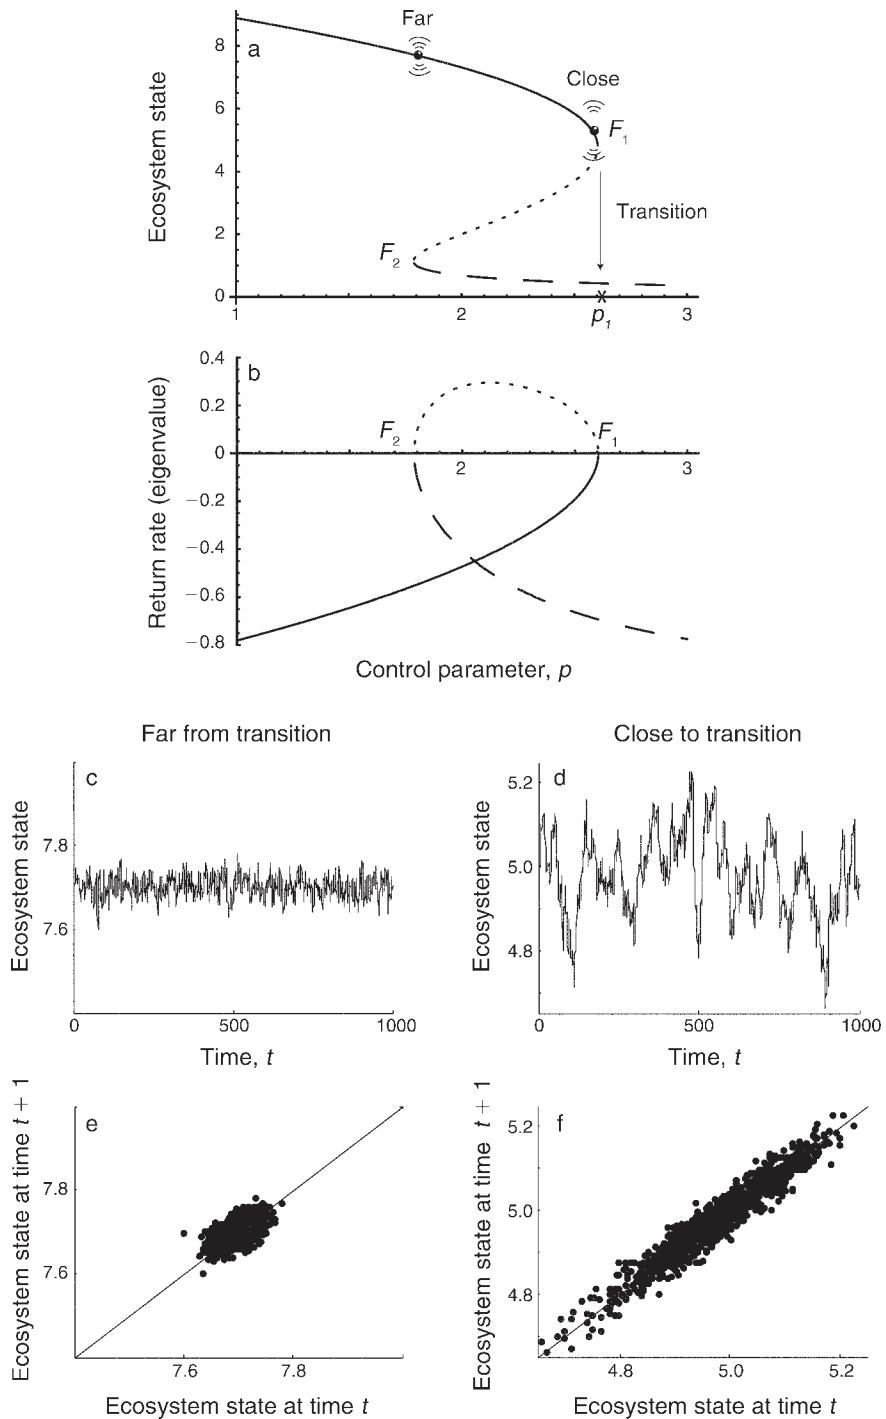 Far
a
8
Close
6
F1
4
Transition
F2
2
0
1
2
p1
3
Ecosystem state
b
0.4
0.2
F2
F1
0
2
3
−0.2
−0.4
−0.6
−0.8
Return rate (eigenvalue)
Control parameter, p
Far from transition
c
7.8
7.6
Ecosystem state
0
500
1000
Time, t
Close to transition
d
5.2
5.0
4.8
Ecosystem state
0
500
1000
Time, t
e
7.8
7.6
Ecosystem state at time t + 1
7.6
7.8
Ecosystem state at time t
f
5.2
5.0
4.8
Ecosystem state at time t + 1
4.8
5.0
5.2
Ecosystem state at time t